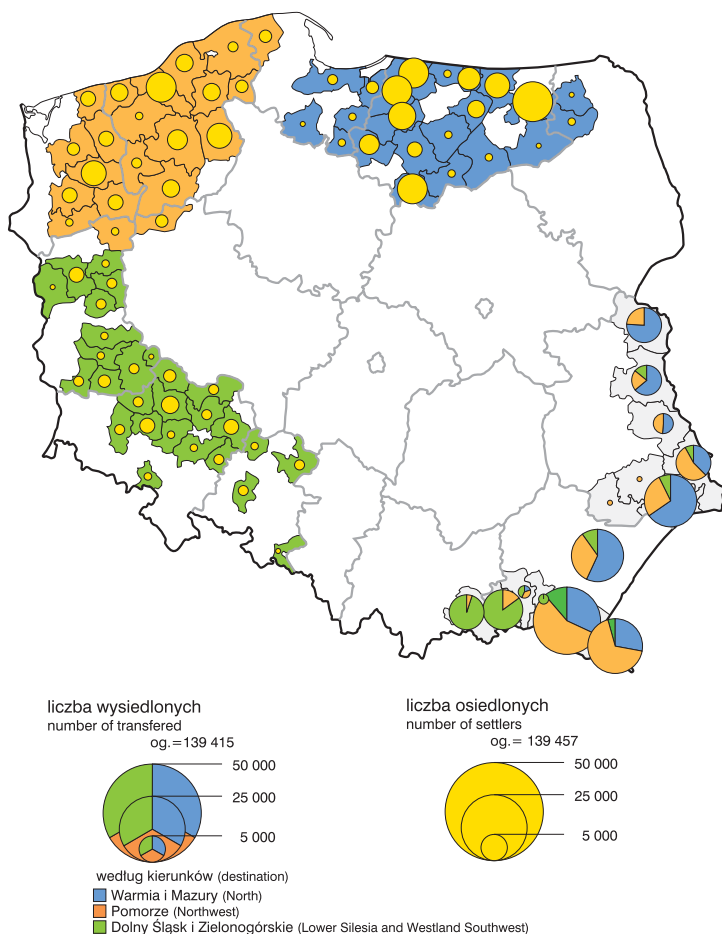 liczba wysiedlonych
number of transfered
og.=139 415
50 000
25 000
5 000
według kierunków (destination)
Warmia i Mazury (North)
Pomorze (Northwest)
Dolny Śląsk i Zielonogórskie (Lower Silesia and Westland Southwest)
liczba osiedlonych
number of settlers
og.= 139 457
50 000
25 000
5 000